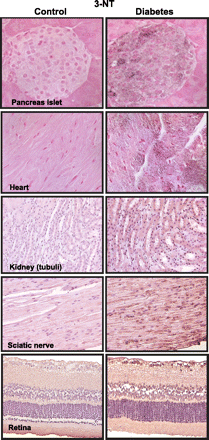 3-NT
Control Diabetes
Pancreas islet
Heart
Kidney (tubuli)
Sciatic nerve
Retina